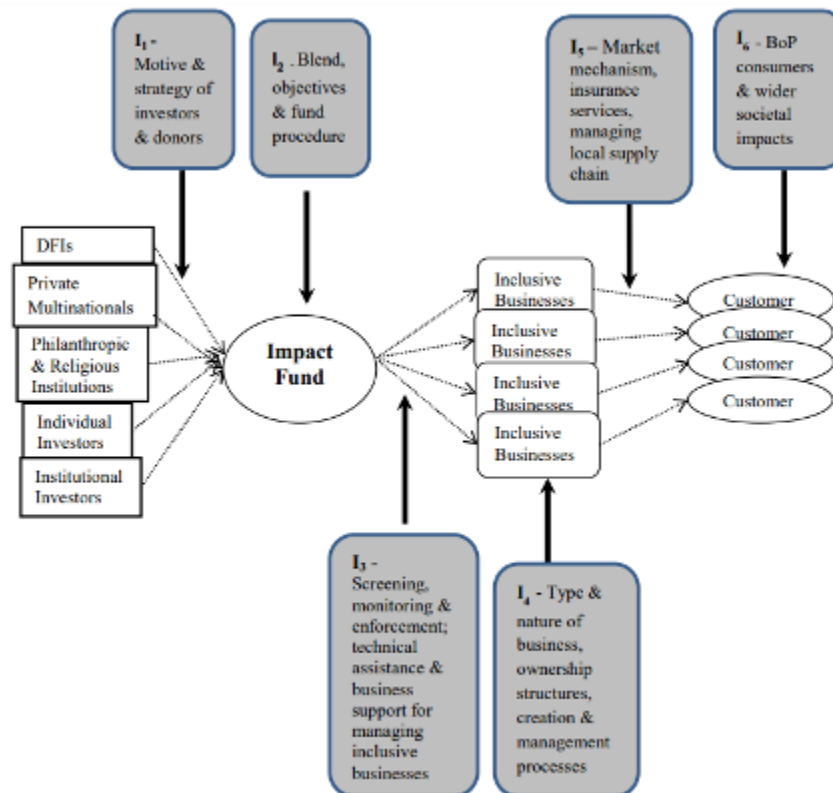 I1 -
Motive &
strategy of
investors
& donors
I2 . Blend,
objectives
& fund
procedure
I5 – Market
mechanism,
insurance
services,
managing
local supply
chain
I6 - BoP
consumers
& wider
societal
impacts
DFIs
Private
Multinationals
Philanthropic
& Religious
Institutions
Individual
Investors
Institutional
Investors
Impact
Fund
Inclusive
Businesses
Inclusive
Businesses
Inclusive
Businesses
Inclusive
Businesses
Customer
Customer
Customer
Customer
I3 -
Screening,
monitoring &
enforcement;
technical
assistance &
business
support for
managing
inclusive
businesses
I4 - Type &
nature of
business,
ownership
structures,
creation &
management
processes